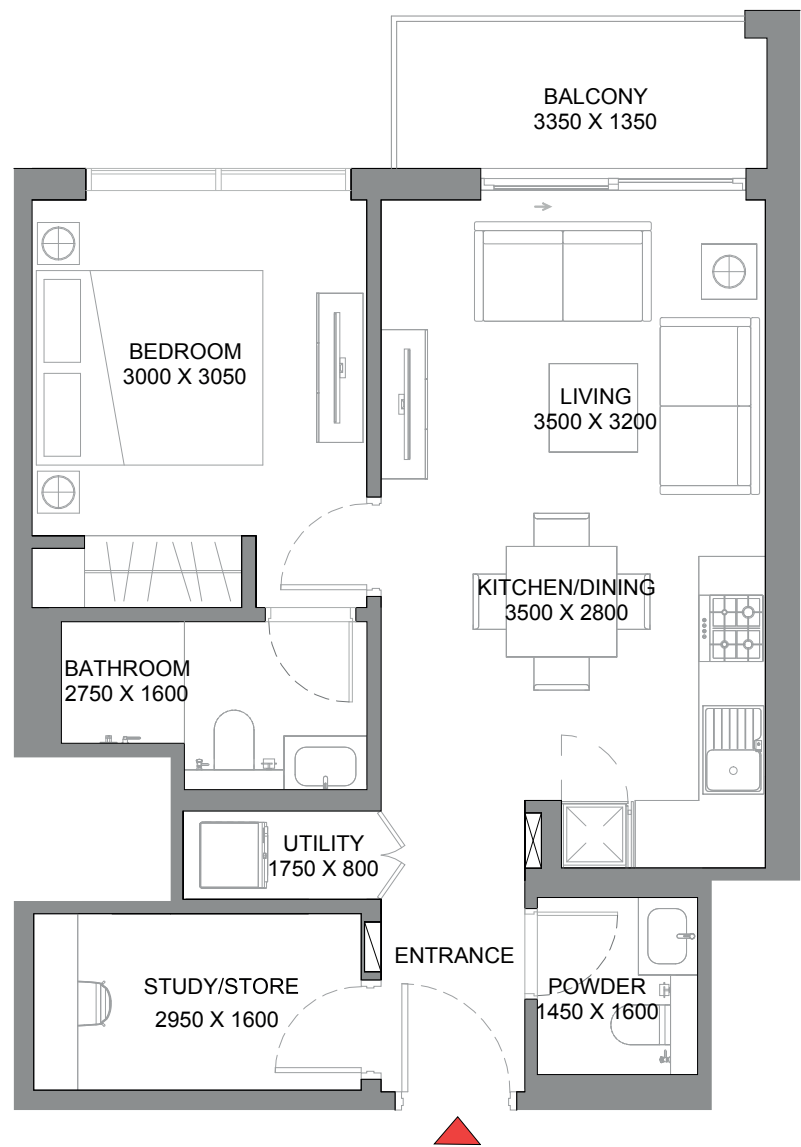 BALCONY
3350 X 1350
BEDROOM
3000 X 3050
LIVING
3500 X 3200
KITCHEN/DINING
3500 X 2800
BATHROOM
2750 X 1600
UTILITY
1750 X 800
ENTRANCE
STUDY/STORE
2950 X 1600
POWDER
1450 X 1600